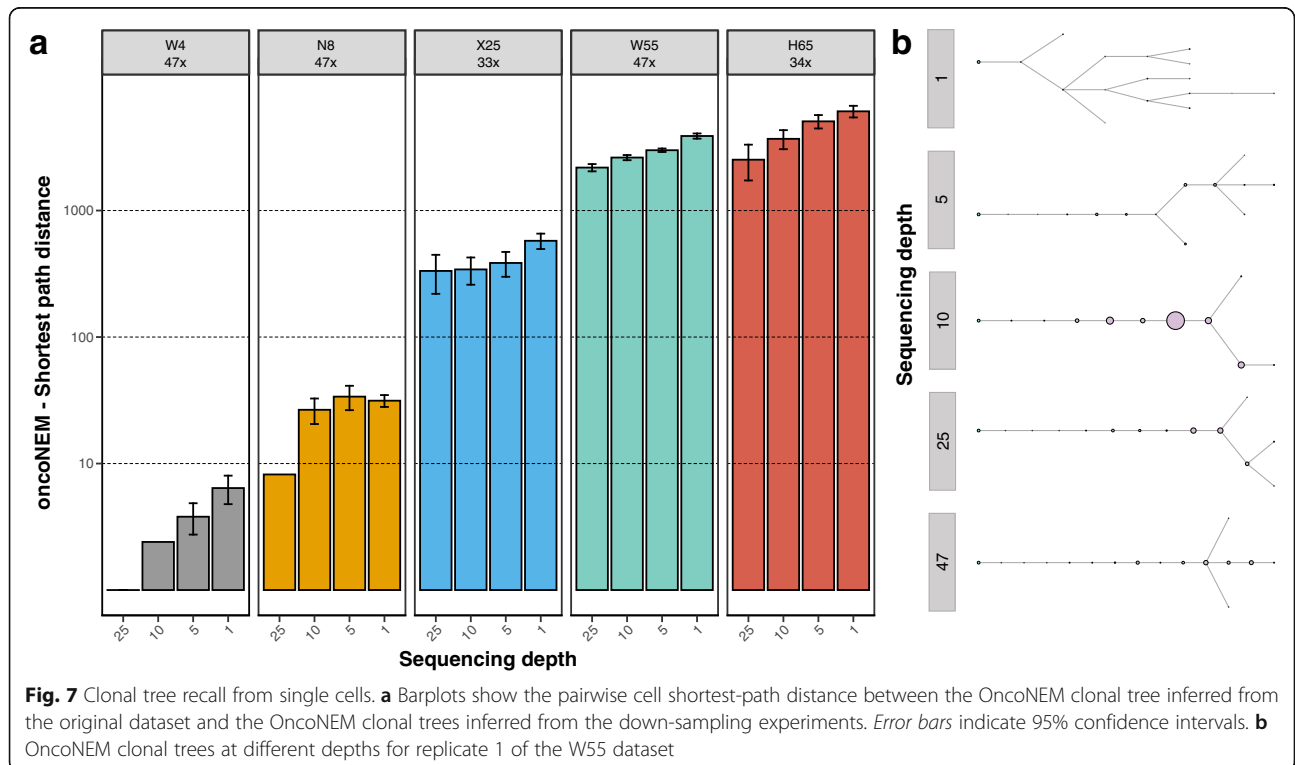 a
W4
47x
N8
47x
X25
33x
W55
47x
H65
34x
oncoNEM - Shortest path distance
1000
100
10
25 10 5 1
25 10 5 1
25 10 5 1
25 10 5 1
25 10 5 1
Sequencing depth
b
Sequencing depth
1
5
10
25
47
Fig. 7 Clonal tree recall from single cells. a Barplots show the pairwise cell shortest-path distance between the OncoNEM clonal tree inferred from
the original dataset and the OncoNEM clonal trees inferred from the down-sampling experiments. Error bars indicate 95% confidence intervals. b
OncoNEM clonal trees at different depths for replicate 1 of the W55 dataset